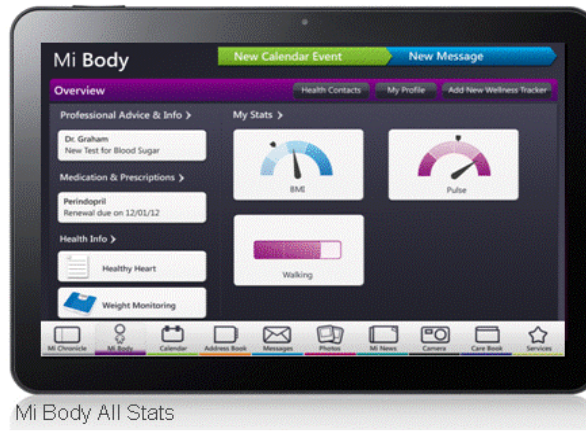 Mi Body
New Calendar Event
New Message
Overview
Health Contacts
My Profile
Add New Wellness Tracker
Professional Advice & Info >
Dr. Graham
New Test for Blood Sugar
Medication & Prescriptions >
Perindopril
Renewal due on 12/01/12
Health Info >
Healthy Heart
Weight Monitoring
My Stats >
BMI
Pulse
Walking
Mi Chronicle
Mi Body
Calendar
Address Book
Messages
Photos
Mi News
Camera
Care Book
Services
Mi Body All Stats